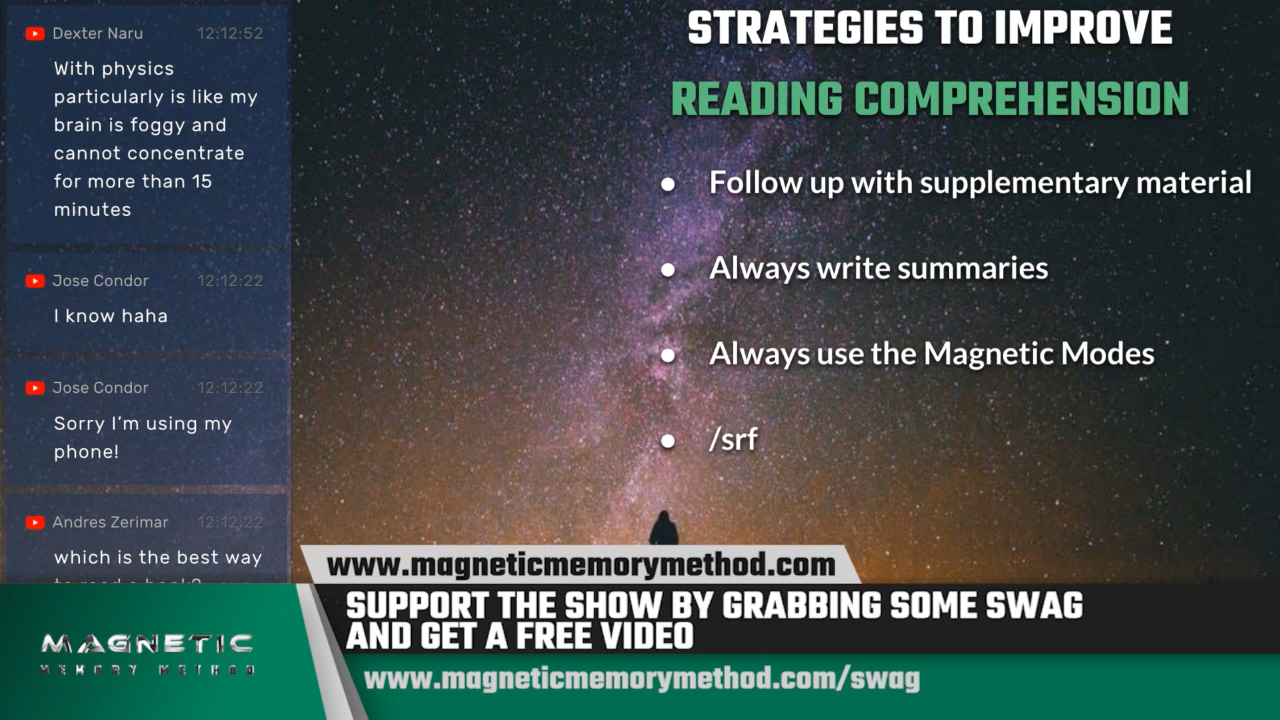 Dexter Naru 12:12:52
With physics
particularly is like my
brain is foggy and
cannot concentrate
for more than 15
minutes
Jose Condor 12:12:22
I know haha
Jose Condor 12:12:22
Sorry I'm using my
phone!
Andres Zerimar 12:12:22
which is the best way
to read a book?
STRATEGIES TO IMPROVE
READING COMPREHENSION
• Follow up with supplementary material
• Always write summaries
• Always use the Magnetic Modes
• /srf
www.magneticmemorymethod.com
SUPPORT THE SHOW BY GRABBING SOME SWAG
AND GET A FREE VIDEO
www.magneticmemorymethod.com/swag
MAGNETIC
MEMORY METHOD